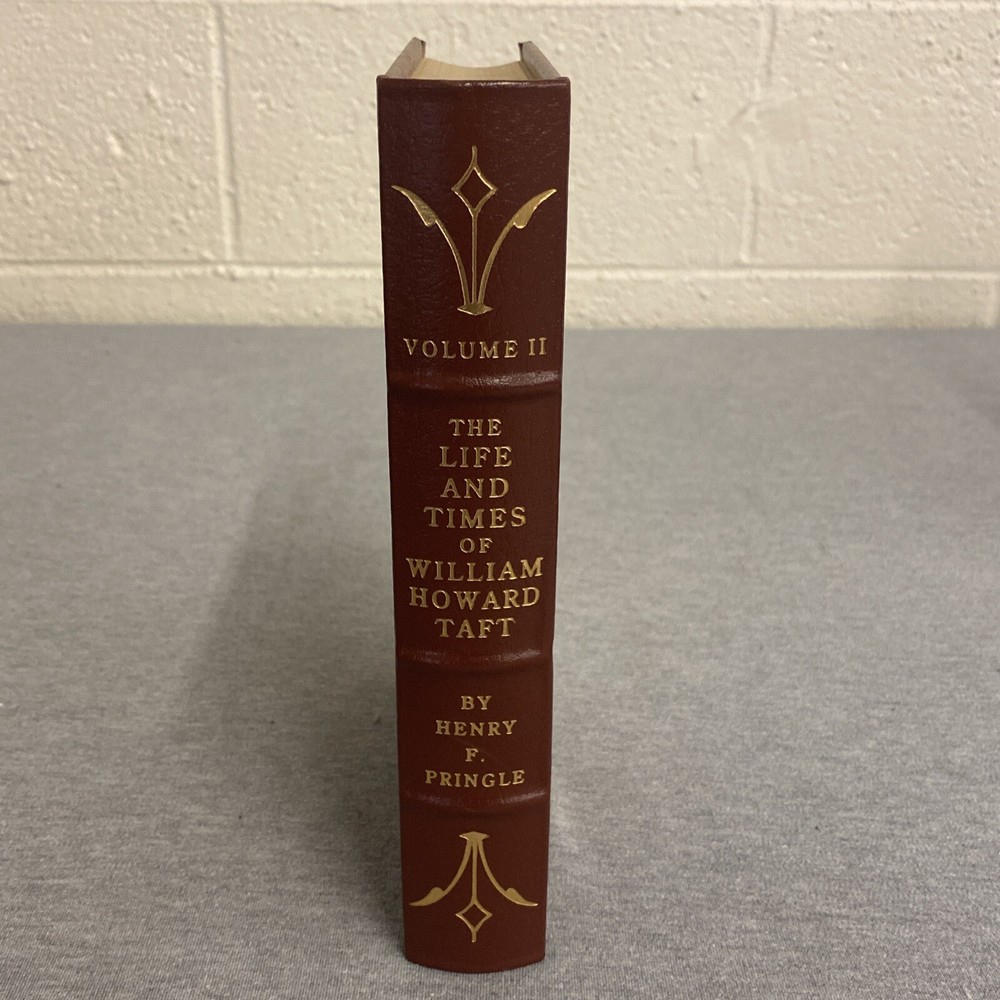 VOLUME II
THE
LIFE
AND
TIMES
OF
WILLIAM
HOWARD
TAFT
BY
HENRY
F.
PRINGLE